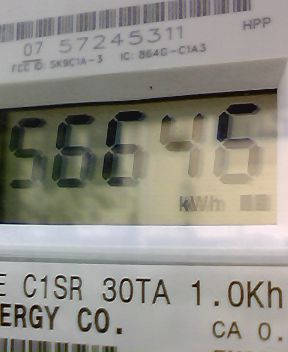 HPP
07 57245311
FCC ID: SK9C1A-3 IC: 864G-C1A3
56646
kWh
E C1SR 30TA 1.0Kh
ERGY CO. CA 0.